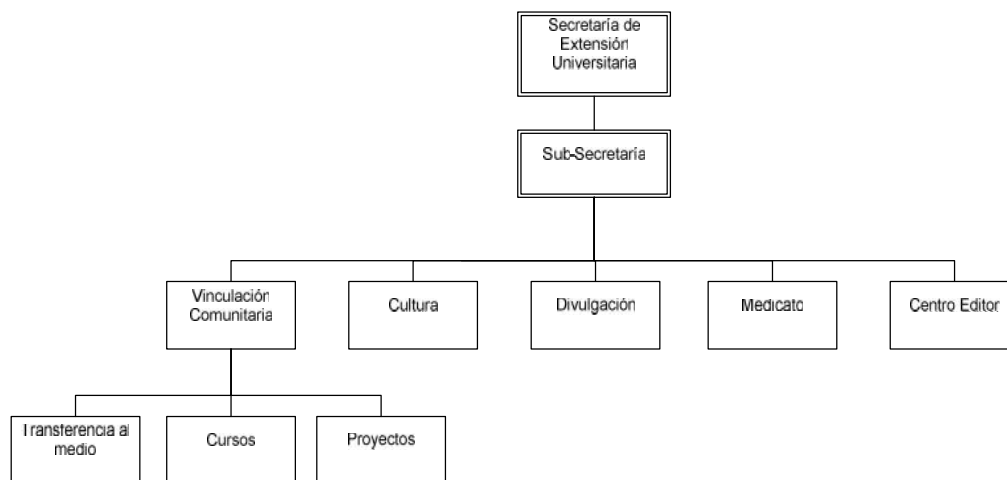 Secretaría de
Extensión
Universitaria
Sub-Secretaría
Vinculación
Comunitaria
Cultura
Divulgación
Medicato
Centro Editor
Transferencia al
medio
Cursos
Proyectos